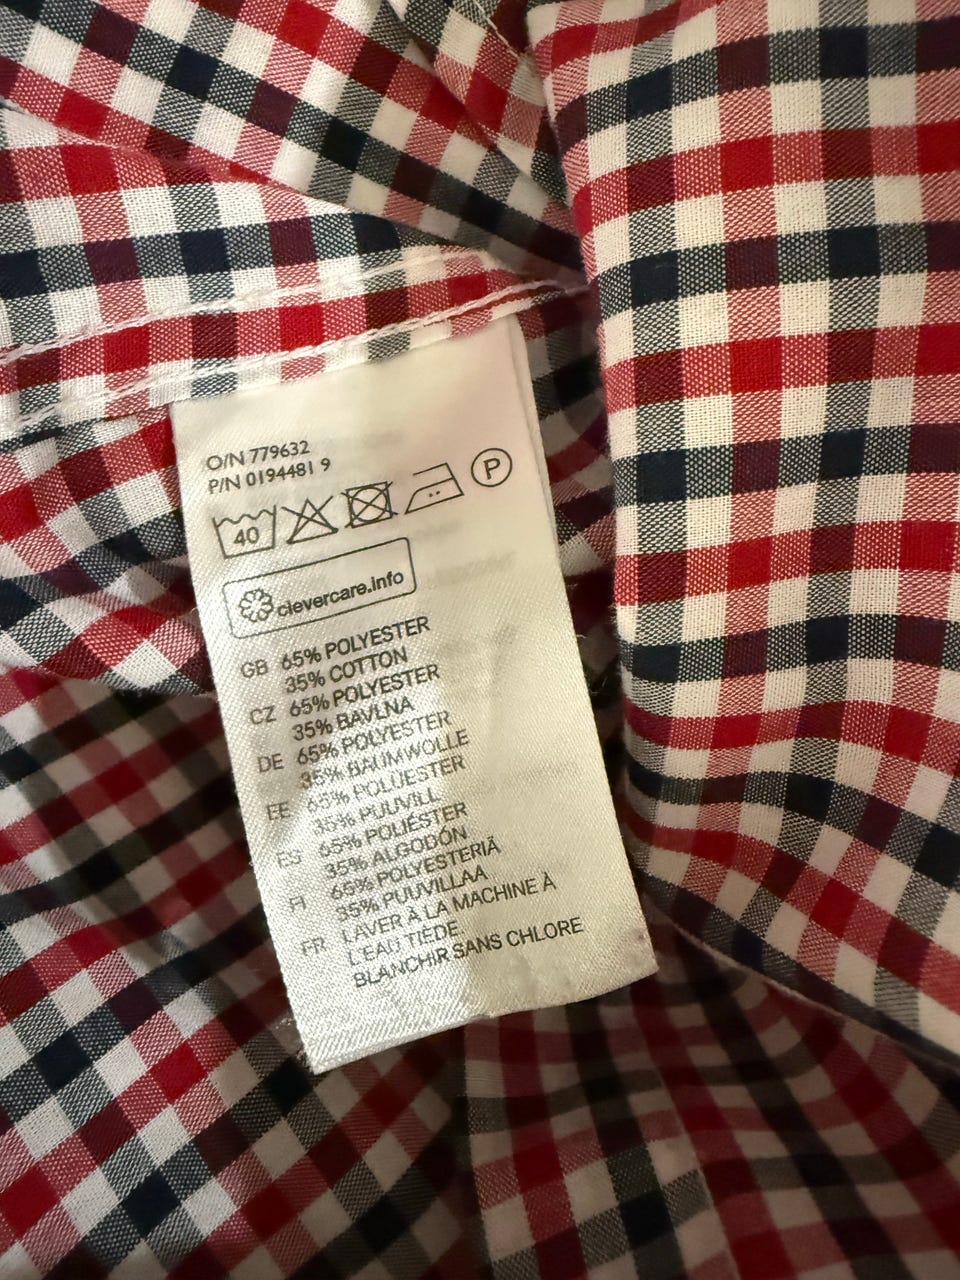 O/N 779632
P/N 0194481 9
40
P
clevercare.info
GB 65% POLYESTER
35% COTTON
CZ 65% POLYESTER
35% BAVLNA
DE 65% POLYESTER
35% BAUMWOLLE
EE 65% POLÜESTER
35% PUUVILL
ES 65% POLIÉSTER
35% ALGODÓN
FI 65% POLYESTERIÄ
35% PUUVILLAA
FR LAVER À LA MACHINE À
L'EAU TIÈDE.
BLANCHIR SANS CHLORE